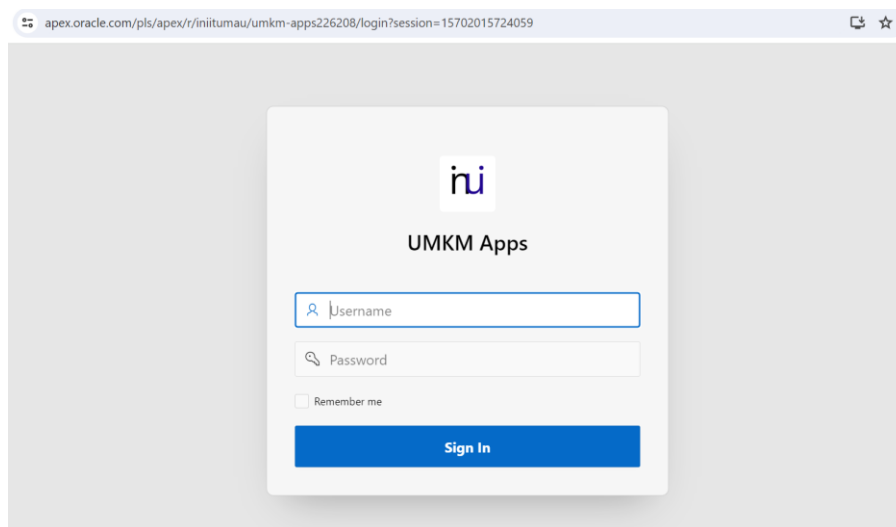 apex.oracle.com/pls/apex/r/iniitumau/umkm-apps226208/login?session=15702015724059
UMKM Apps
Username
Password
Remember me
Sign In